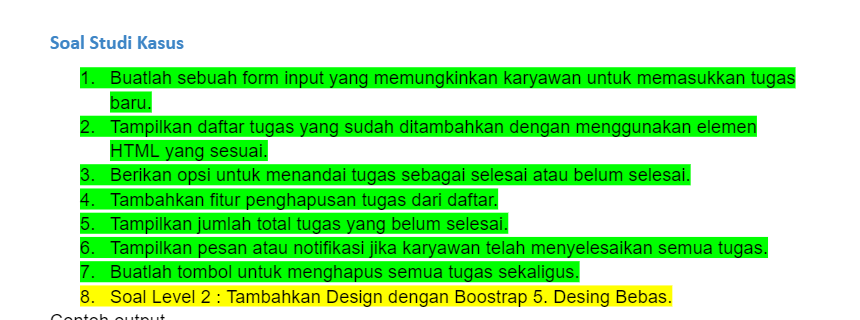 Soal Studi Kasus
1. Buatlah sebuah form input yang memungkinkan karyawan untuk memasukkan tugas
baru.
2. Tampilkan daftar tugas yang sudah ditambahkan dengan menggunakan elemen
HTML yang sesuai.
3. Berikan opsi untuk menandai tugas sebagai selesai atau belum selesai.
4. Tambahkan fitur penghapusan tugas dari daftar.
5. Tampilkan jumlah total tugas yang belum selesai.
6. Tampilkan pesan atau notifikasi jika karyawan telah menyelesaikan semua tugas.
7. Buatlah tombol untuk menghapus semua tugas sekaligus.
8. Soal Level 2 : Tambahkan Design dengan Boostrap 5. Desing Bebas.
Contoh output